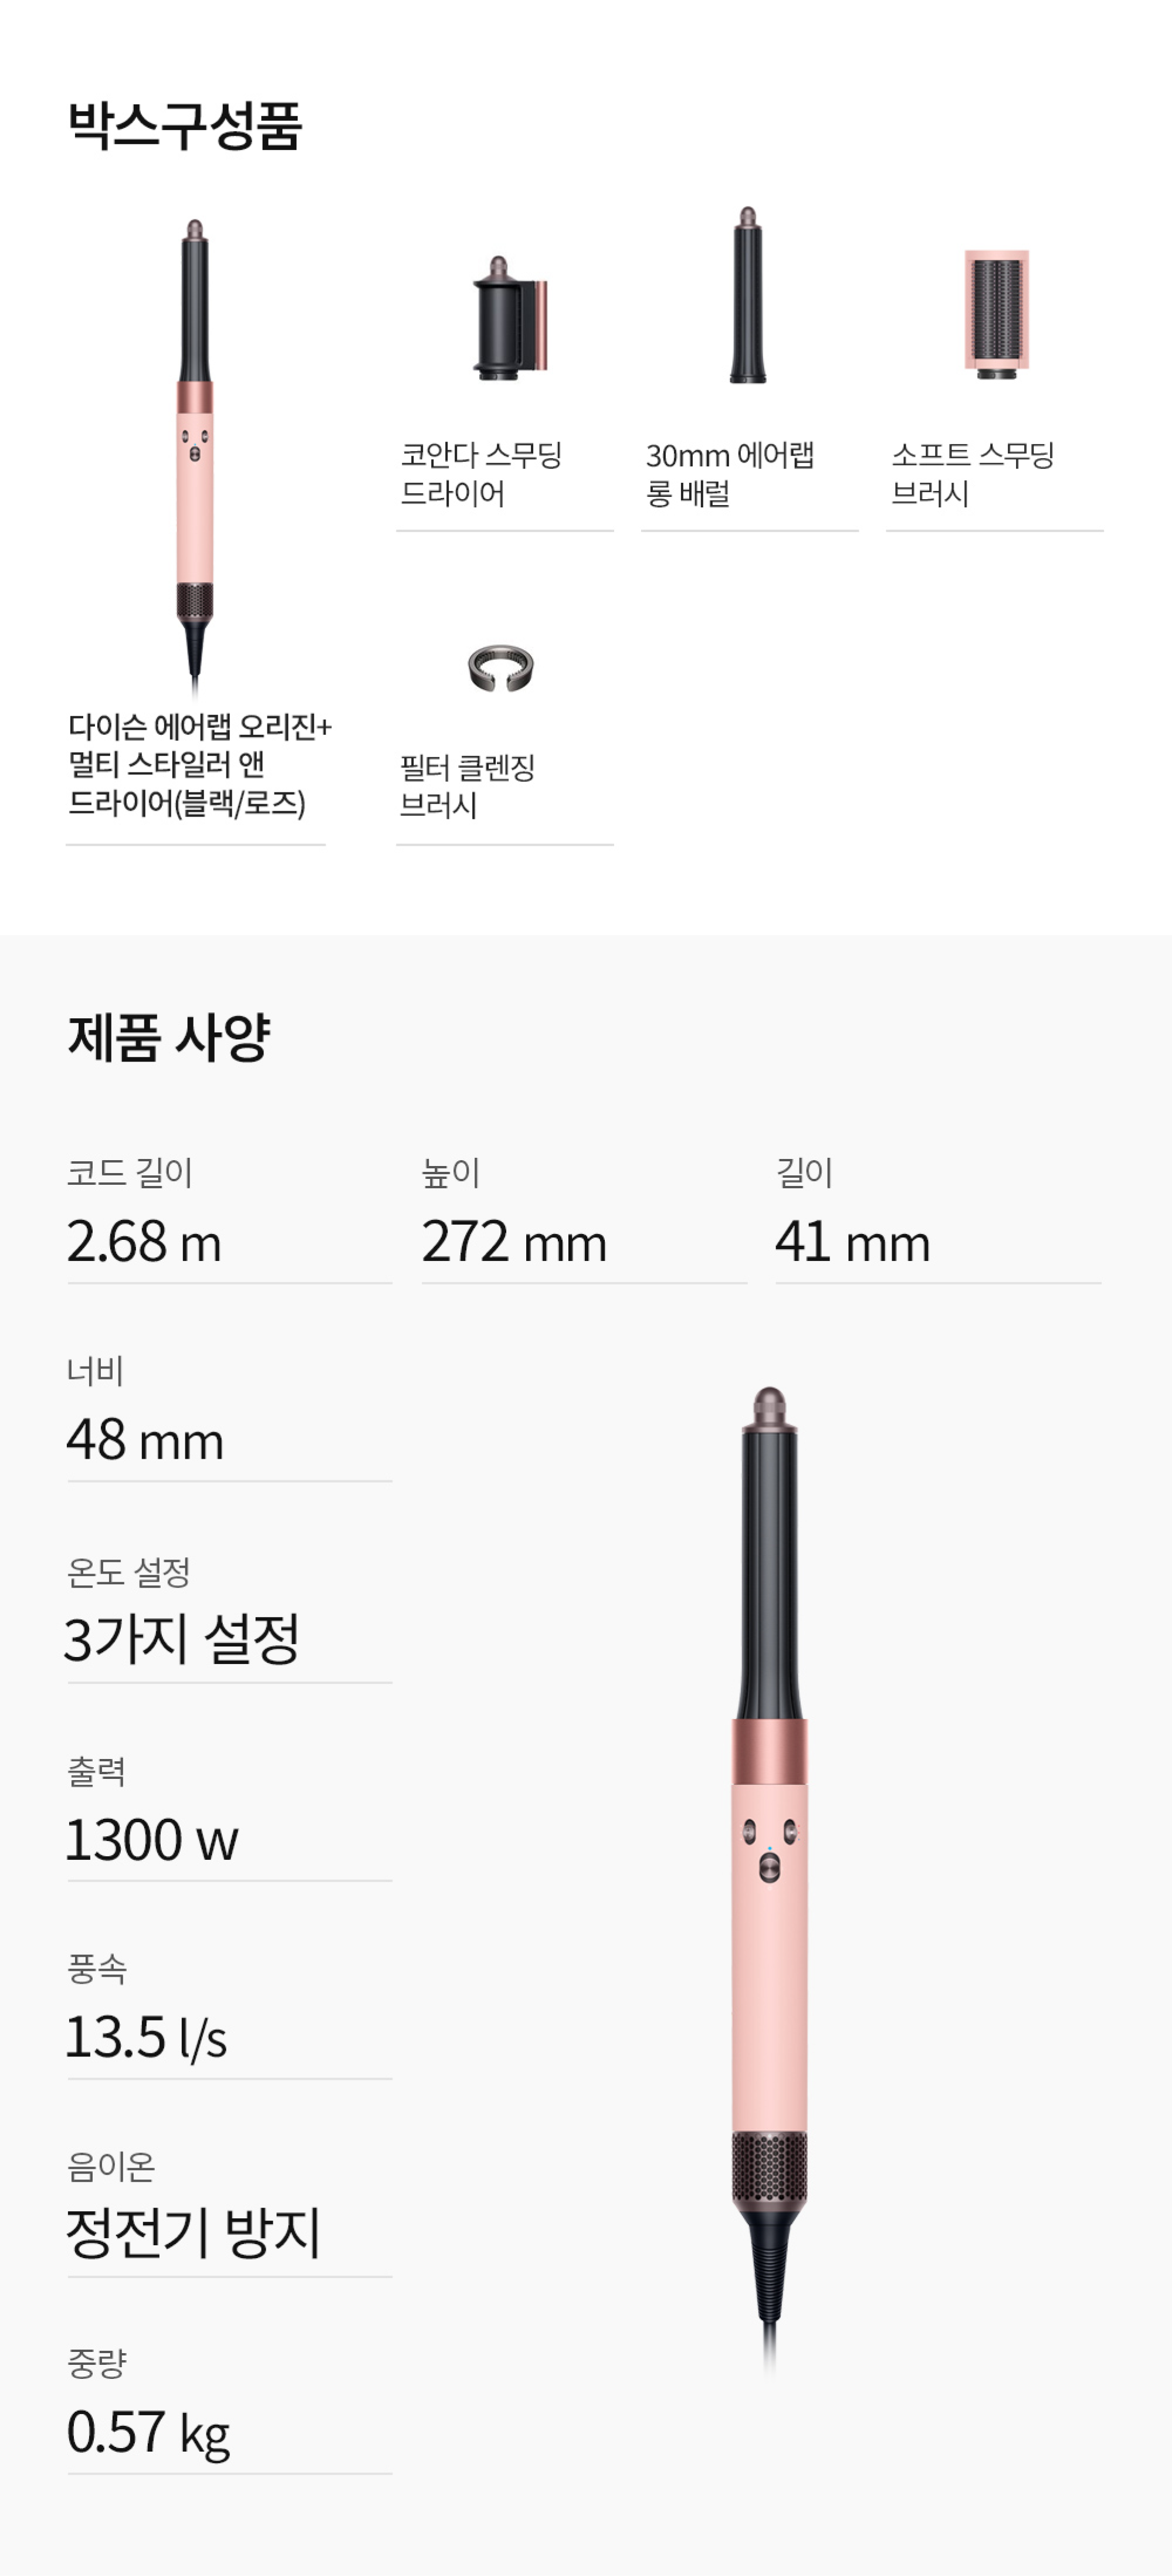 박스구성품
코안다 스무딩
드라이어
30mm 에어랩
롱 배럴
소프트 스무딩
브러시
다이슨 에어랩 오리진+
멀티 스타일러 앤
드라이어(블랙/로즈)
필터 클렌징
브러시
제품 사양
코드 길이
2.68 m
높이
272 mm
길이
41 mm
너비
48 mm
온도 설정
3가지 설정
출력
1300 w
풍속
13.5 l/s
음이온
정전기 방지
중량
0.57 kg